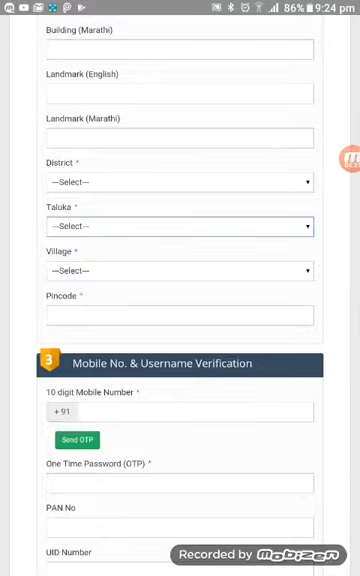 86% 9:24 pm
Building (Marathi)
Landmark (English)
Landmark (Marathi)
District *
---Select---
Taluka *
---Select---
Village *
---Select---
Pincode *
3 Mobile No. & Username Verification
10 digit Mobile Number *
+ 91
Send OTP
One Time Password (OTP) *
PAN No
UID Number
Recorded by mobizen